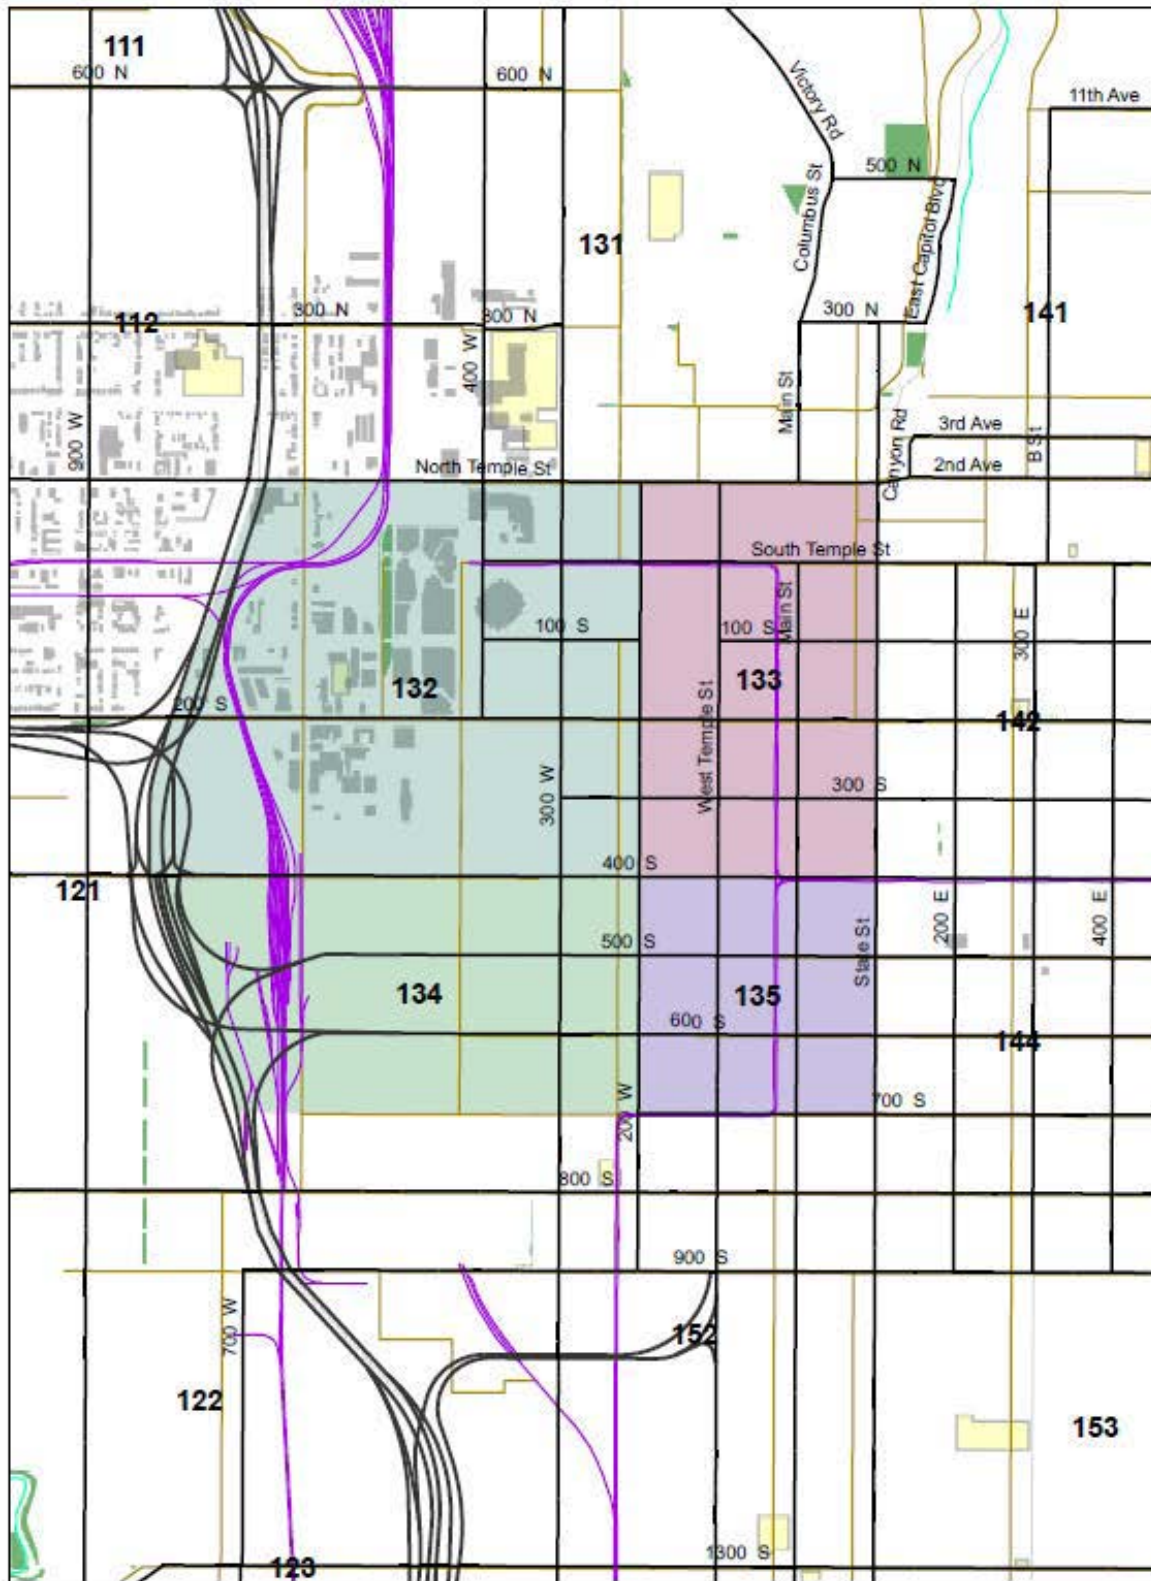 111
600 N
600 N
Victory Rd
11th Ave
500 N
Columbus St
East Capitol Blvd
131
112
300 N
300 N
300 N
141
400 W
Main St
900 W
3rd Ave
Canyon Rd
B St
2nd Ave
North Temple St
South Temple St
100 S
100 S
Main St
300 E
132
133
200 S
142
West Temple St
300 W
300 S
400 S
121
200 E
400 E
500 S
State St
134
135
600 S
144
200 W
700 S
800 S
900 S
700 W
152
122
153
1300 S
123